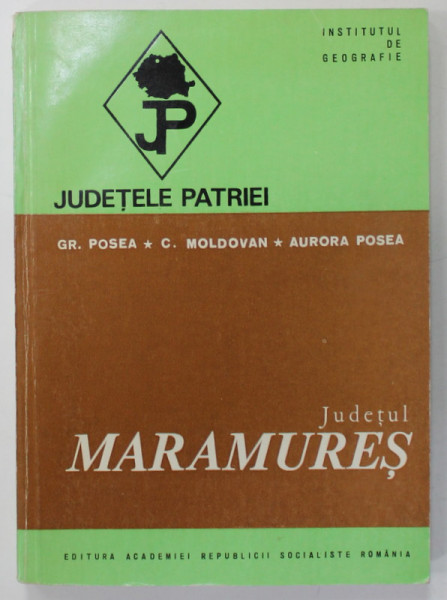 INSTITUTUL
DE
GEOGRAFIE
JP
JUDEȚELE PATRIEI
GR. POSEA ★ C. MOLDOVAN ★ AURORA POSEA
Județul
MARAMUREȘ
EDITURA ACADEMIEI REPUBLICII SOCIALISTE ROMÂNIA